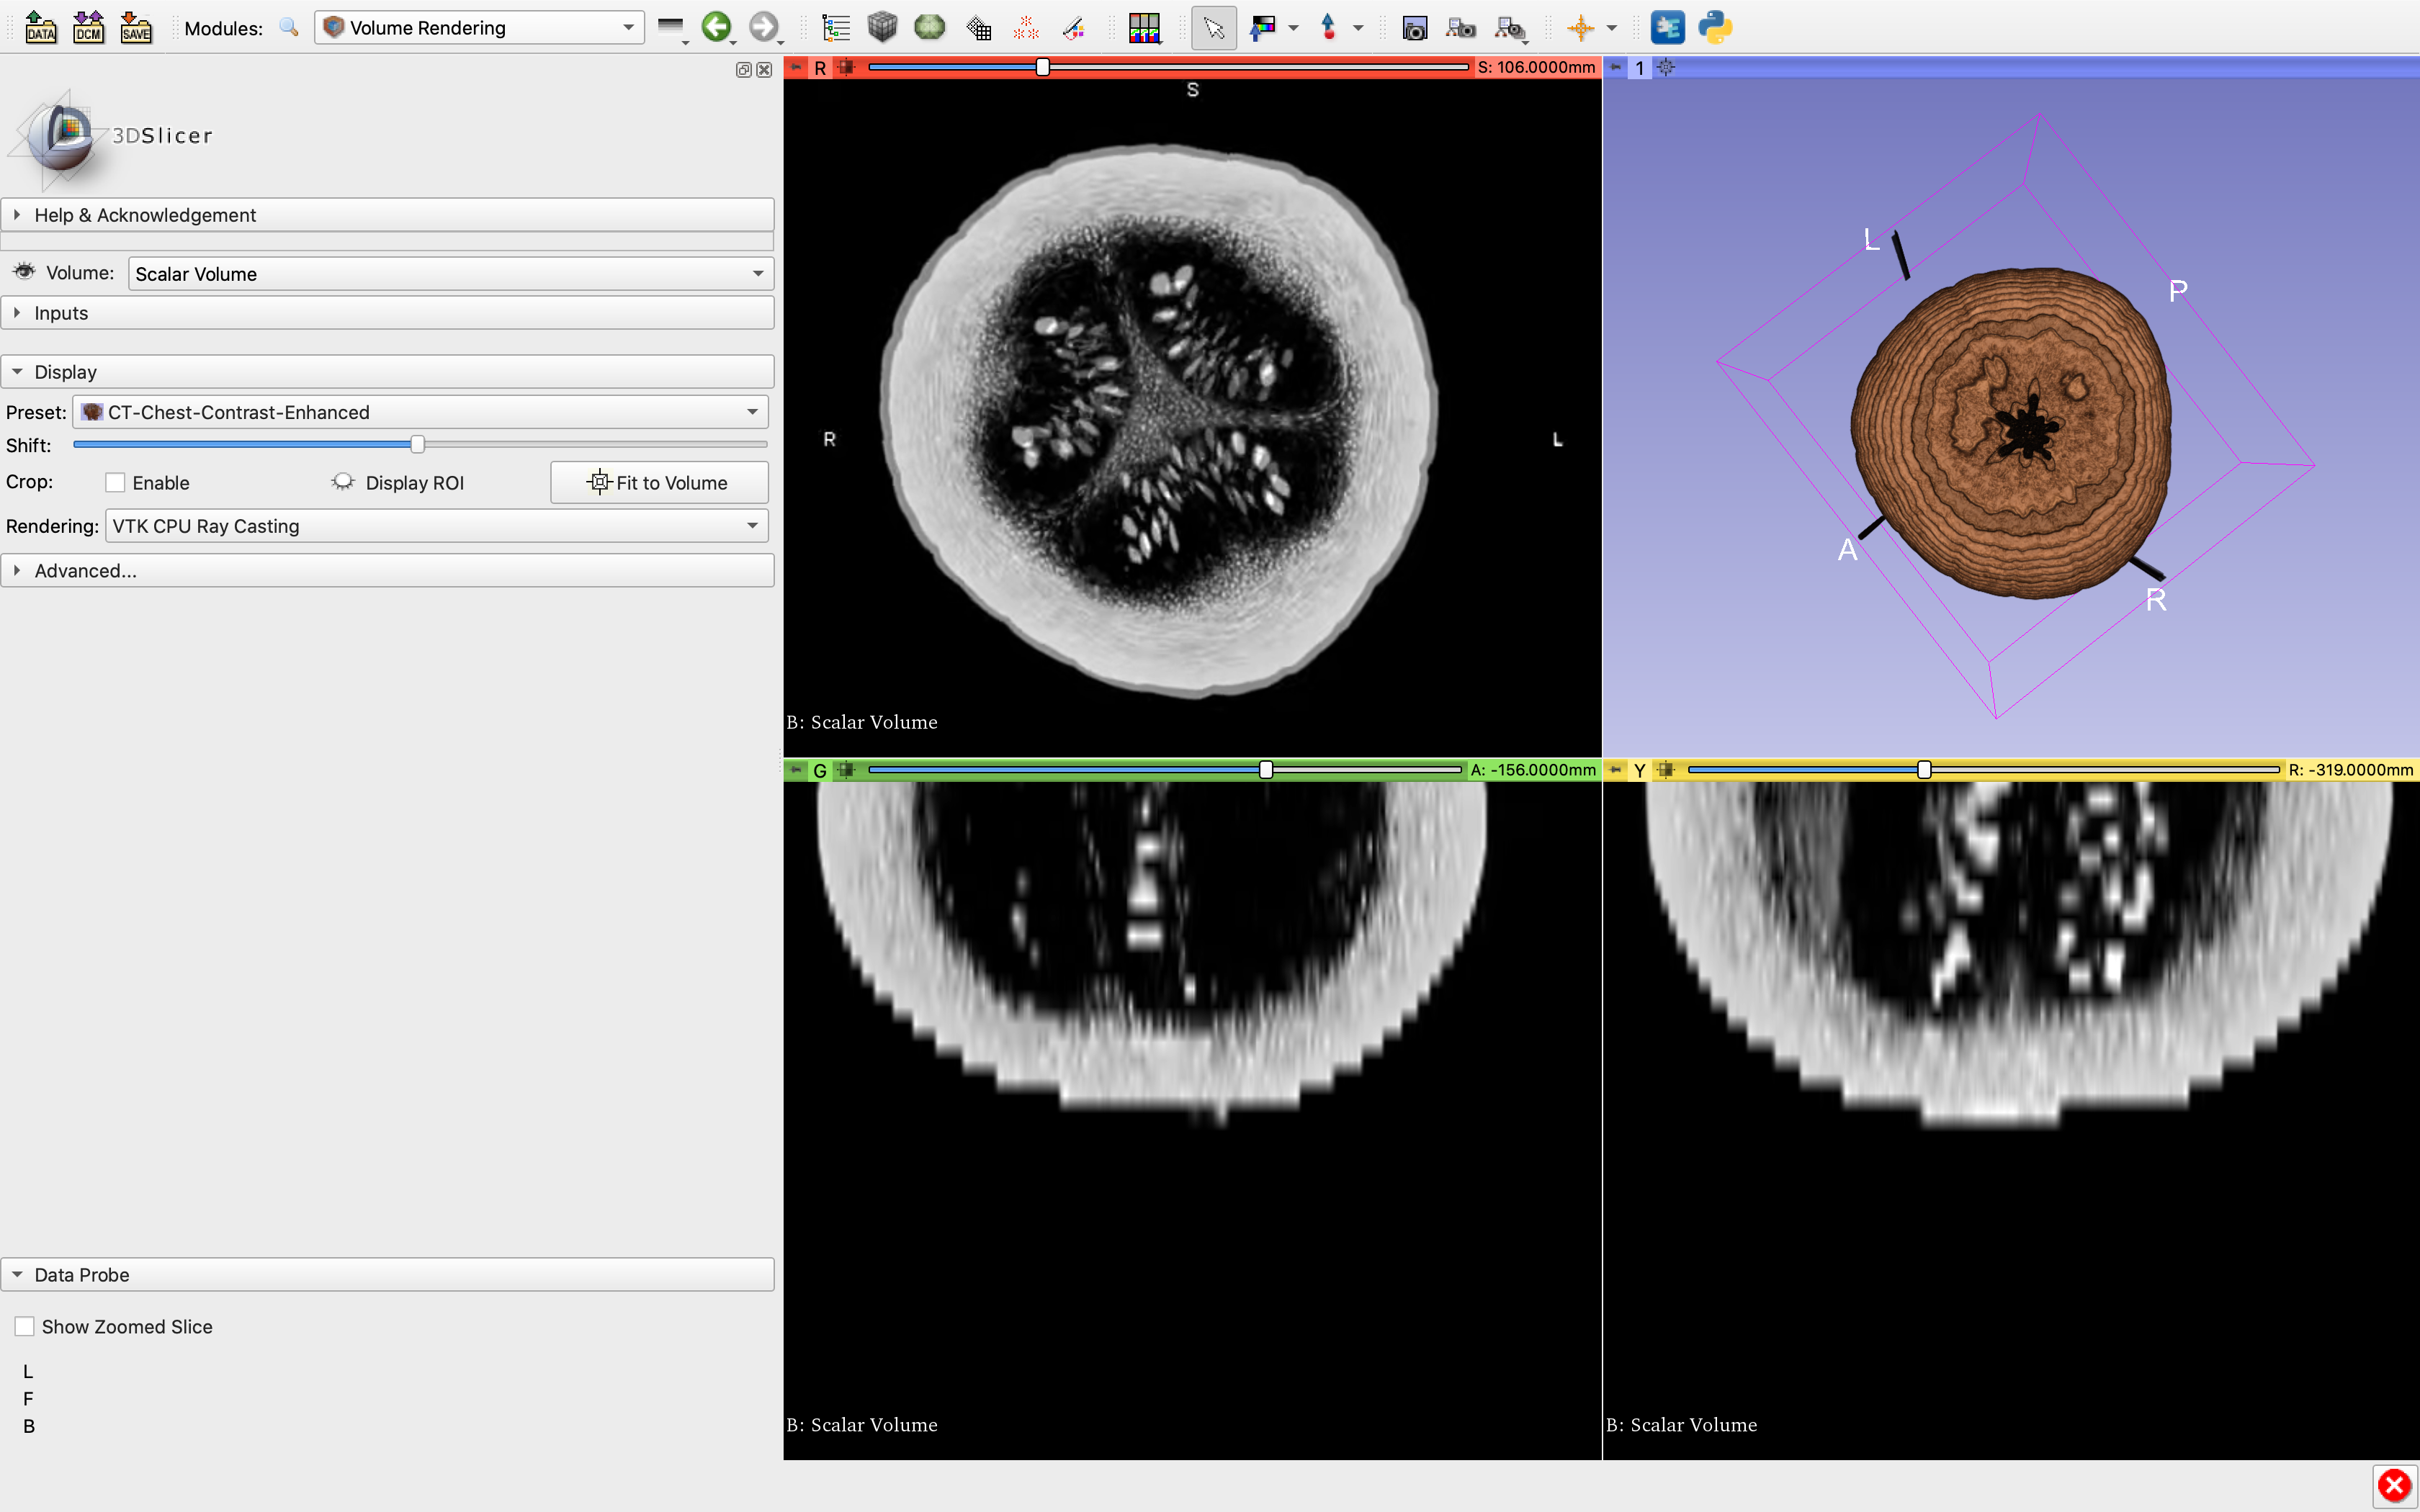 DATA
DCM
SAVE
Modules:
Volume Rendering
3DSlicer
Help & Acknowledgement
Volume: Scalar Volume
Inputs
Display
Preset: CT-Chest-Contrast-Enhanced
Shift:
Crop: Enable Display ROI Fit to Volume
Rendering: VTK CPU Ray Casting
Advanced...
Data Probe
Show Zoomed Slice
L
F
B
R S: 106.0000mm
S
R
L
B: Scalar Volume
1
L
P
A
R
G A: -156.0000mm
B: Scalar Volume
Y R: -319.0000mm
B: Scalar Volume